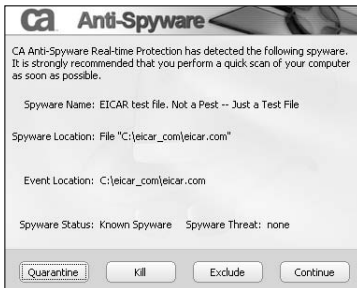 ca Anti-Spyware
CA Anti-Spyware Real-time Protection has detected the following spyware.
It is strongly recommended that you perform a quick scan of your computer
as soon as possible.
Spyware Name: EICAR test file. Not a Pest -- Just a Test File
Spyware Location: File "C:\eicar_com\eicar.com"
Event Location: C:\eicar_com\eicar.com
Spyware Status: Known Spyware Spyware Threat: none
Quarantine Kill Exclude Continue